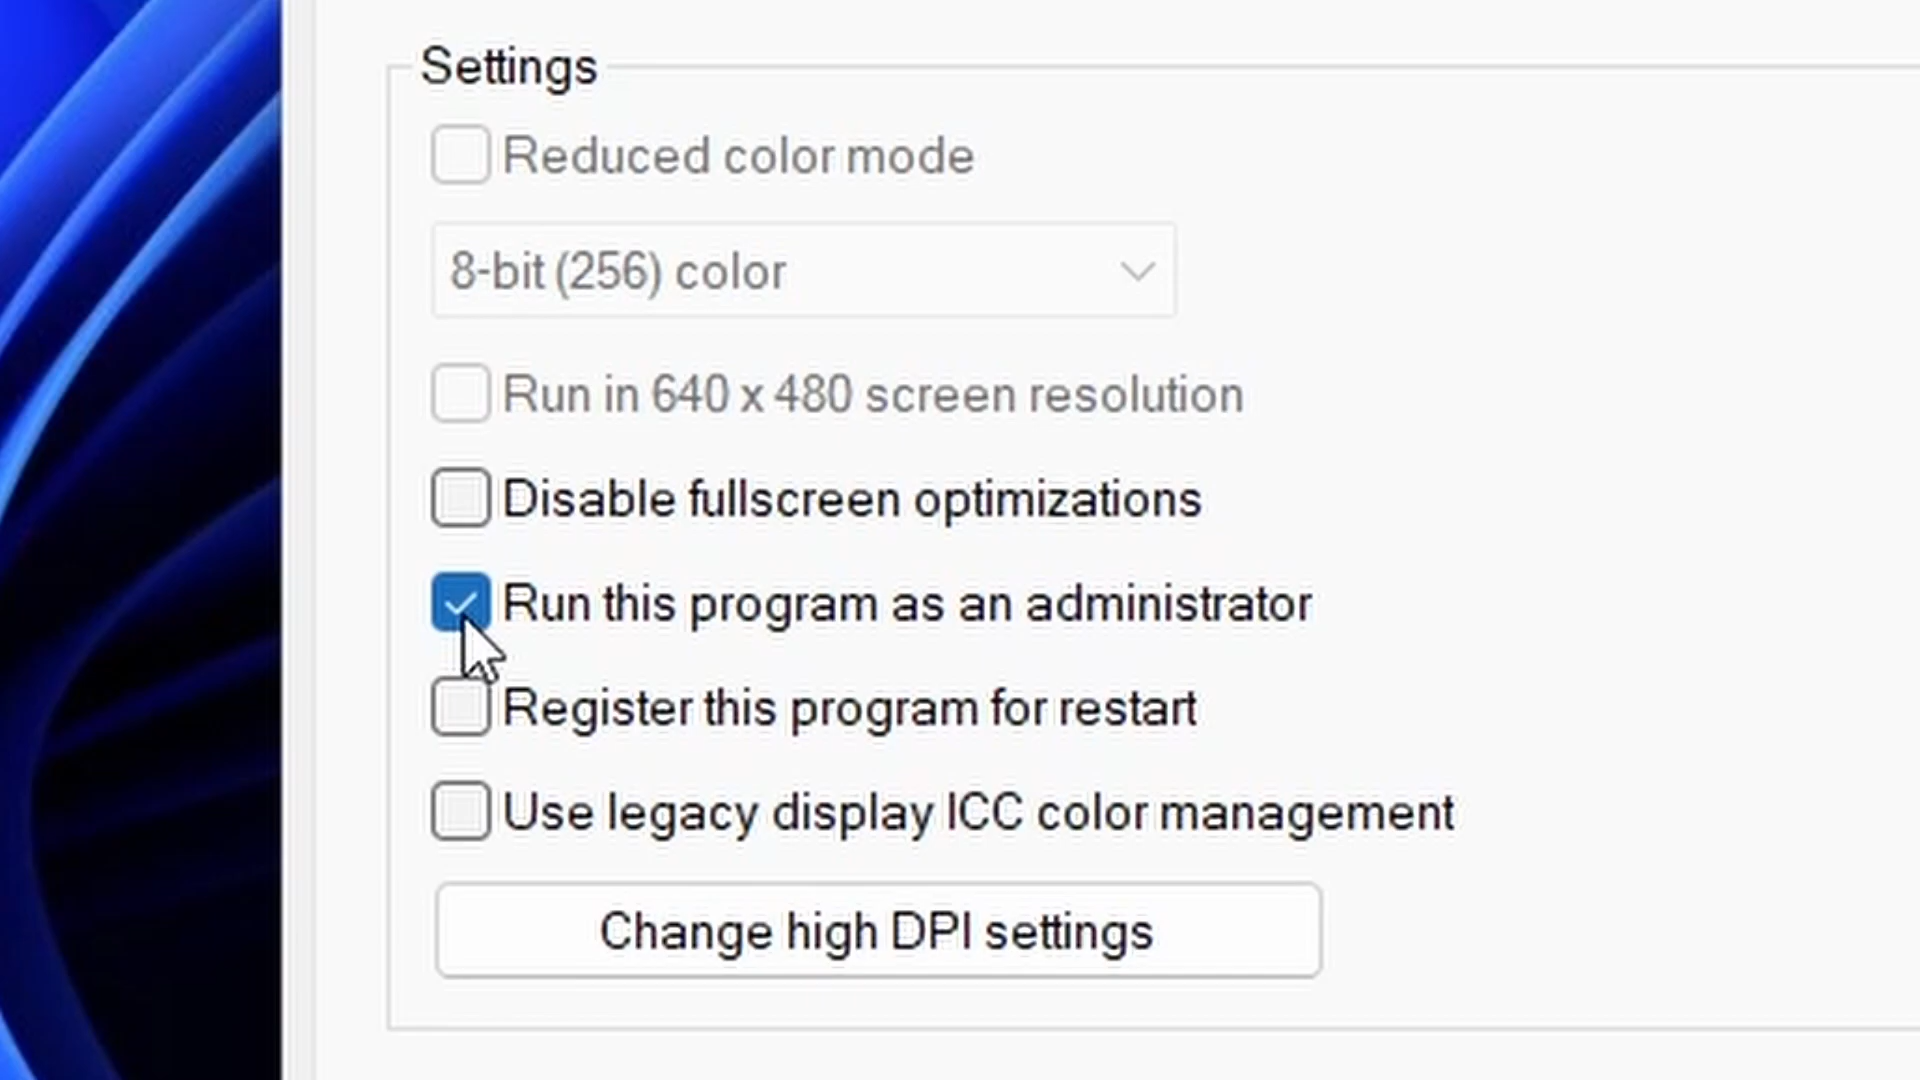 Settings
Reduced color mode
8-bit (256) color
Run in 640 x 480 screen resolution
Disable fullscreen optimizations
Run this program as an administrator
Register this program for restart
Use legacy display ICC color management
Change high DPI settings